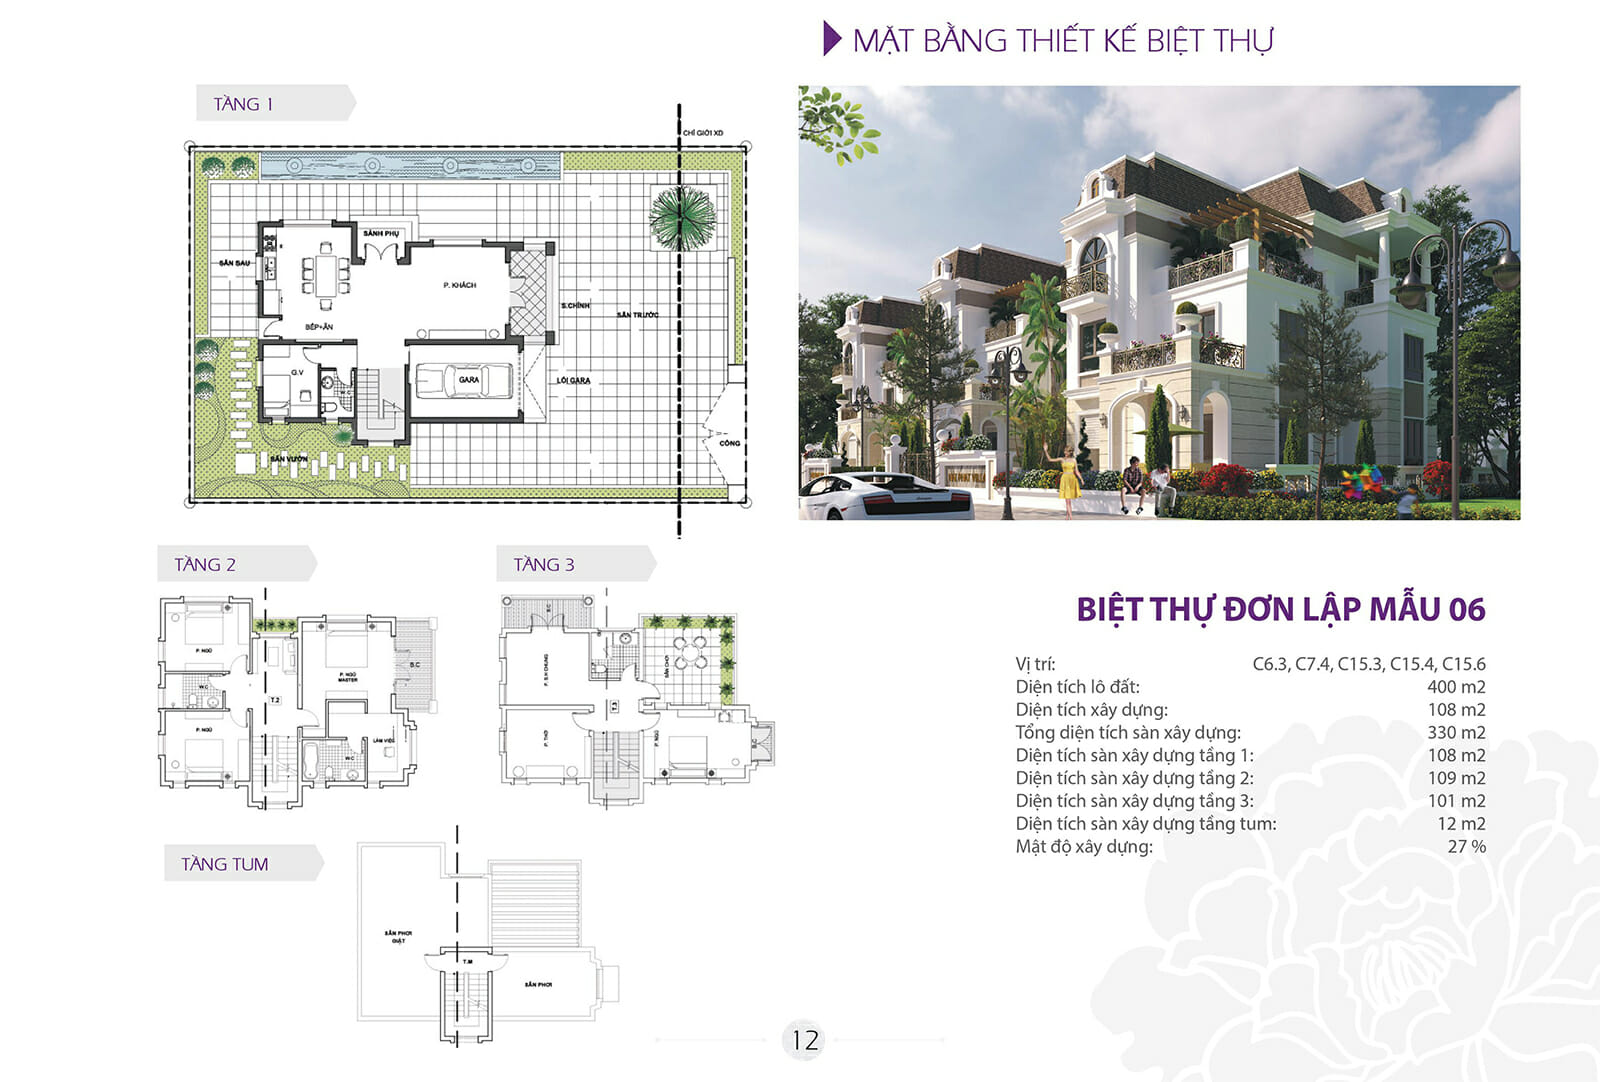 MẶT BẰNG THIẾT KẾ BIỆT THỰ
TẦNG 1
CHỈ GIỚI XD
SẢNH PHỤ
SÂN SAU
P. KHÁCH
S.CHÍNH
SÂN TRƯỚC
BẾP+ĂN
G.V
W.C
GARA
LỐI GARA
CỔNG
SÂN VƯỜN
TẦNG 2
P. NGỦ
W.C
P. NGỦ
T.2
P. NGỦ
MASTER
B.C
LÀM VIỆC
W.C
TẦNG 3
B.C
P. S.H CHUNG
SÂN CHƠI
T.3
P. THỜ
P. NGỦ
B.C
TẦNG TUM
SÂN PHƠI
GIẶT
T.M
SÂN PHƠI
BIỆT THỰ ĐƠN LẬP MẪU 06
Vị trí: C6.3, C7.4, C15.3, C15.4, C15.6
Diện tích lô đất: 400 m2
Diện tích xây dựng: 108 m2
Tổng diện tích sàn xây dựng: 330 m2
Diện tích sàn xây dựng tầng 1: 108 m2
Diện tích sàn xây dựng tầng 2: 109 m2
Diện tích sàn xây dựng tầng 3: 101 m2
Diện tích sàn xây dựng tầng tum: 12 m2
Mật độ xây dựng: 27 %
12